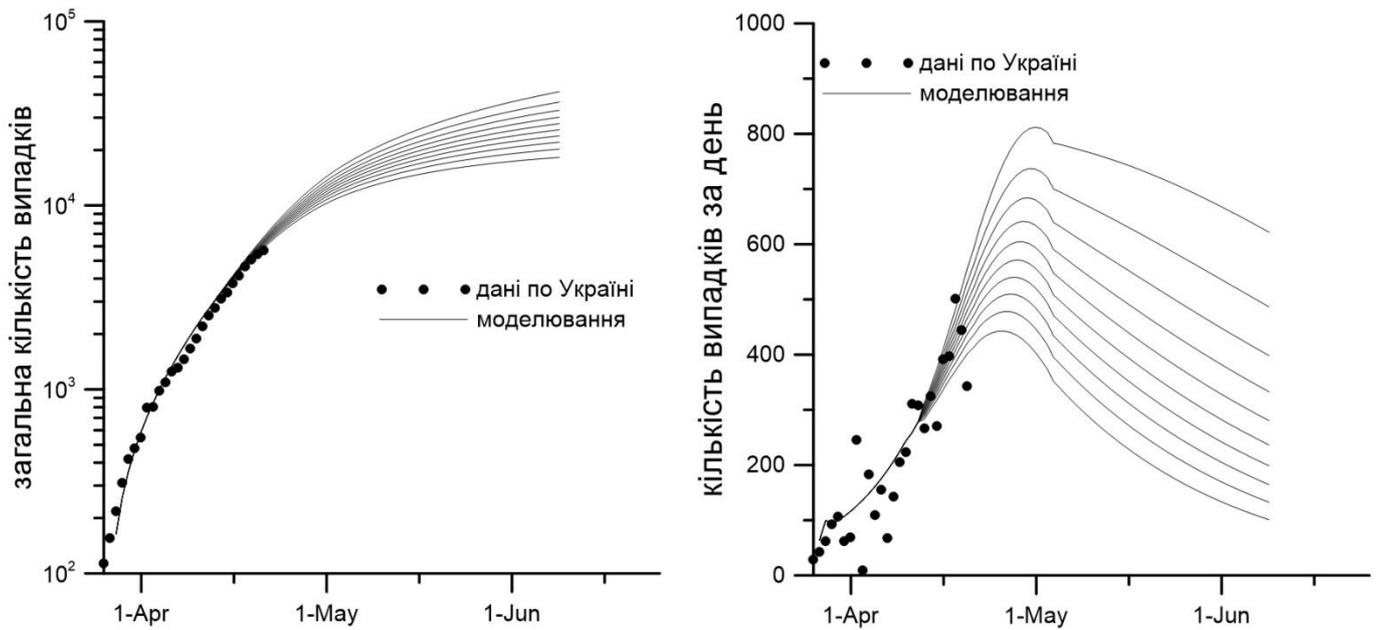 загальна кількість випадків
10⁵
10⁴
10³
10²
1-Apr
1-May
1-Jun
дані по Україні
моделювання
кількість випадків за день
1000
800
600
400
200
0
1-Apr
1-May
1-Jun
дані по Україні
моделювання